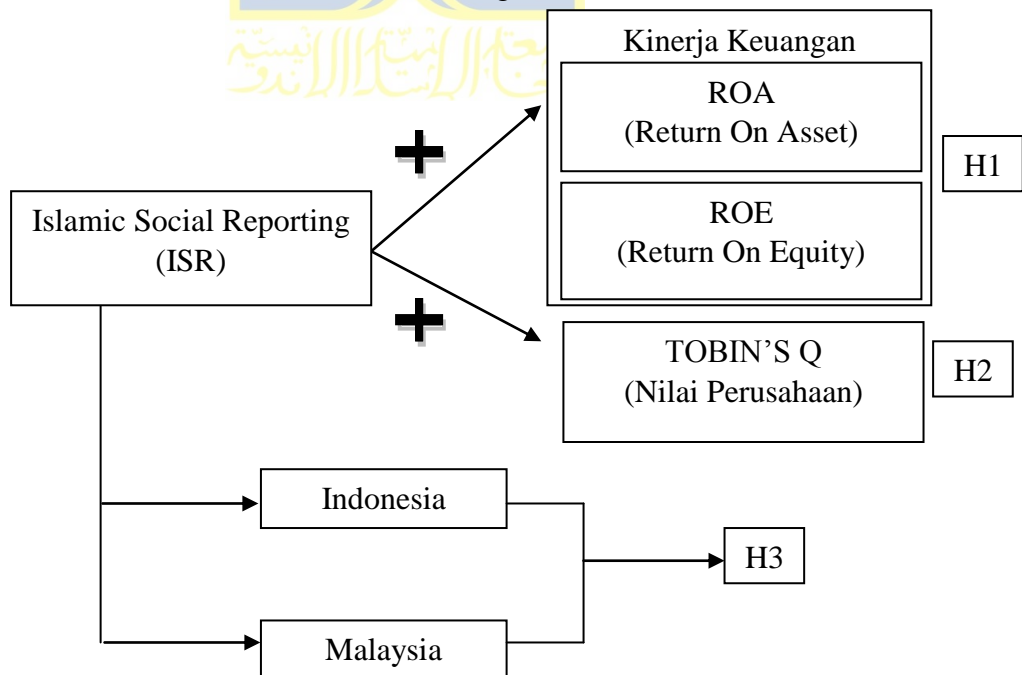 Kinerja Keuangan
ROA
(Return On Asset)
H1
ROE
(Return On Equity)
Islamic Social Reporting
(ISR)
TOBIN’S Q
(Nilai Perusahaan)
H2
Indonesia
H3
Malaysia